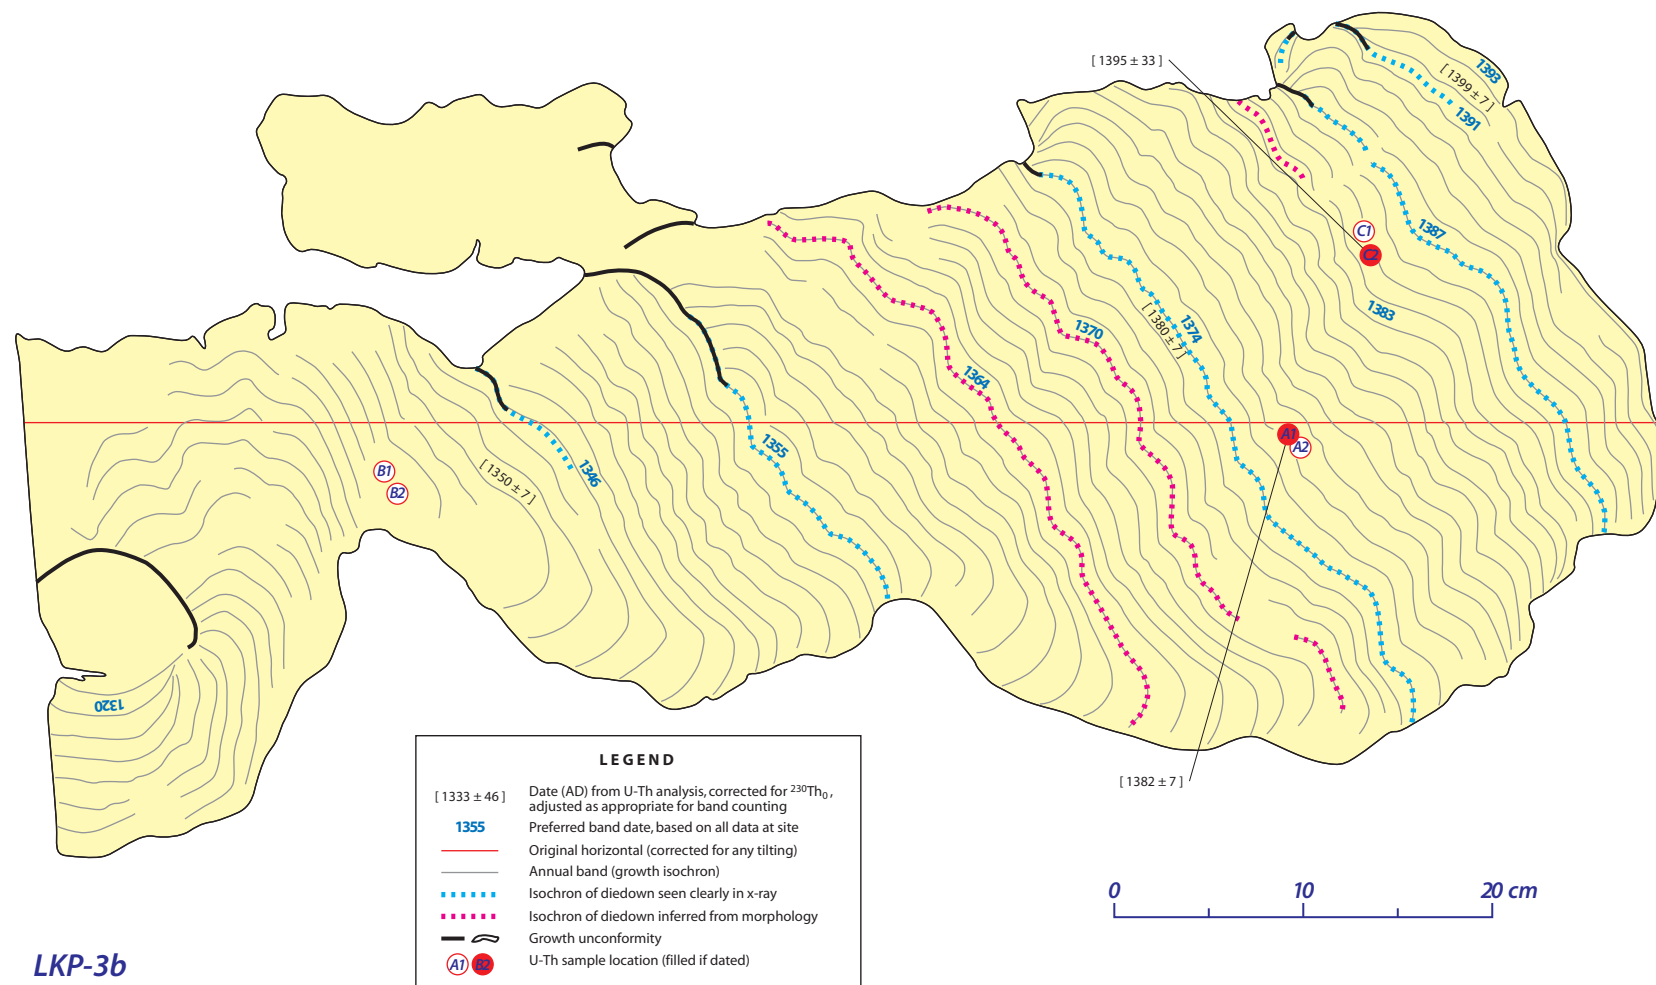 [ 1395 ± 33 ]
1393
[ 1399 ± 7 ]
1391
C1
1387
C2
1383
1374
[ 1380 ± 7 ]
1370
1364
A1
A2
1355
1346
[ 1350 ± 7 ]
B1
B2
1320
[ 1382 ± 7 ]
LEGEND
[ 1333 ± 46 ] Date (AD) from U-Th analysis, corrected for 230Th0,
adjusted as appropriate for band counting
1355 Preferred band date, based on all data at site
Original horizontal (corrected for any tilting)
Annual band (growth isochron)
Isochron of diedown seen clearly in x-ray
Isochron of diedown inferred from morphology
Growth unconformity
A1 B2 U-Th sample location (filled if dated)
0 10 20 cm
LKP-3b